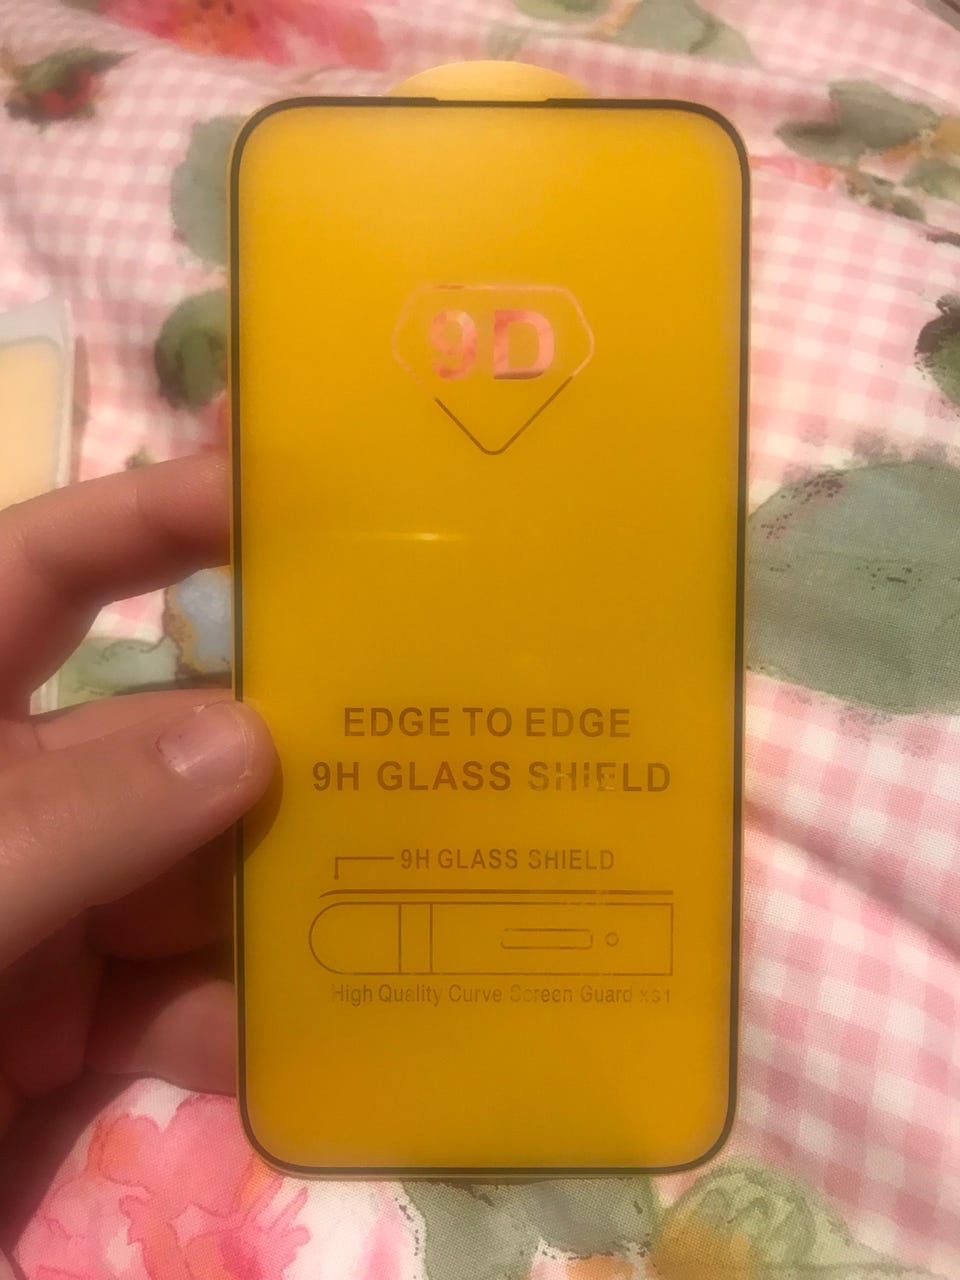 9D
EDGE TO EDGE
9H GLASS SHIELD
9H GLASS SHIELD
High Quality Curve Screen Guard